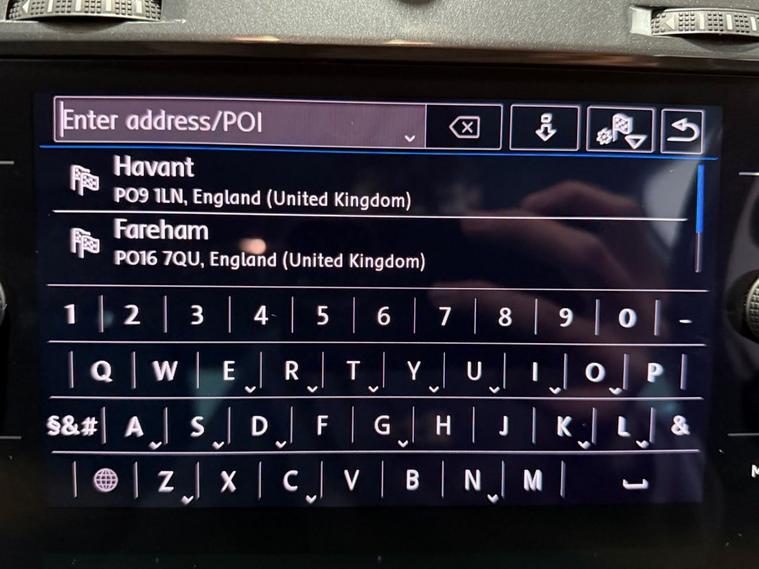 Enter address/POI
Havant
PO9 1LN, England (United Kingdom)
Fareham
PO16 7QU, England (United Kingdom)
1 2 3 4 5 6 7 8 9 0 -
Q W E R T Y U I O P
§&# A S D F G H J K L &
Z X C V B N M
M